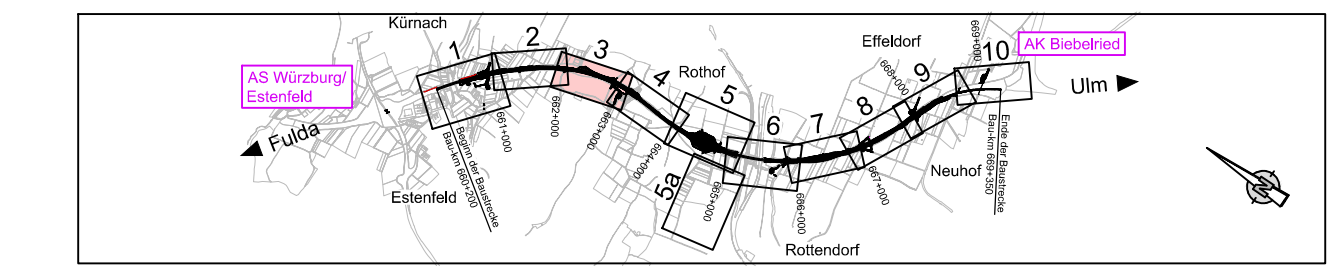 Kürnach
AS Würzburg/
Estenfeld
Fulda
Estenfeld
Beginn der Baustrecke
Bau-km 660+200
1
2
3
4
5
5a
6
7
8
9
10
661+000
662+000
663+000
664+000
665+000
666+000
667+000
668+000
669+000
Rothof
Effeldorf
Rottendorf
Neuhof
Ende der Baustrecke
Bau-km 669+350
AK Biebelried
Ulm
N